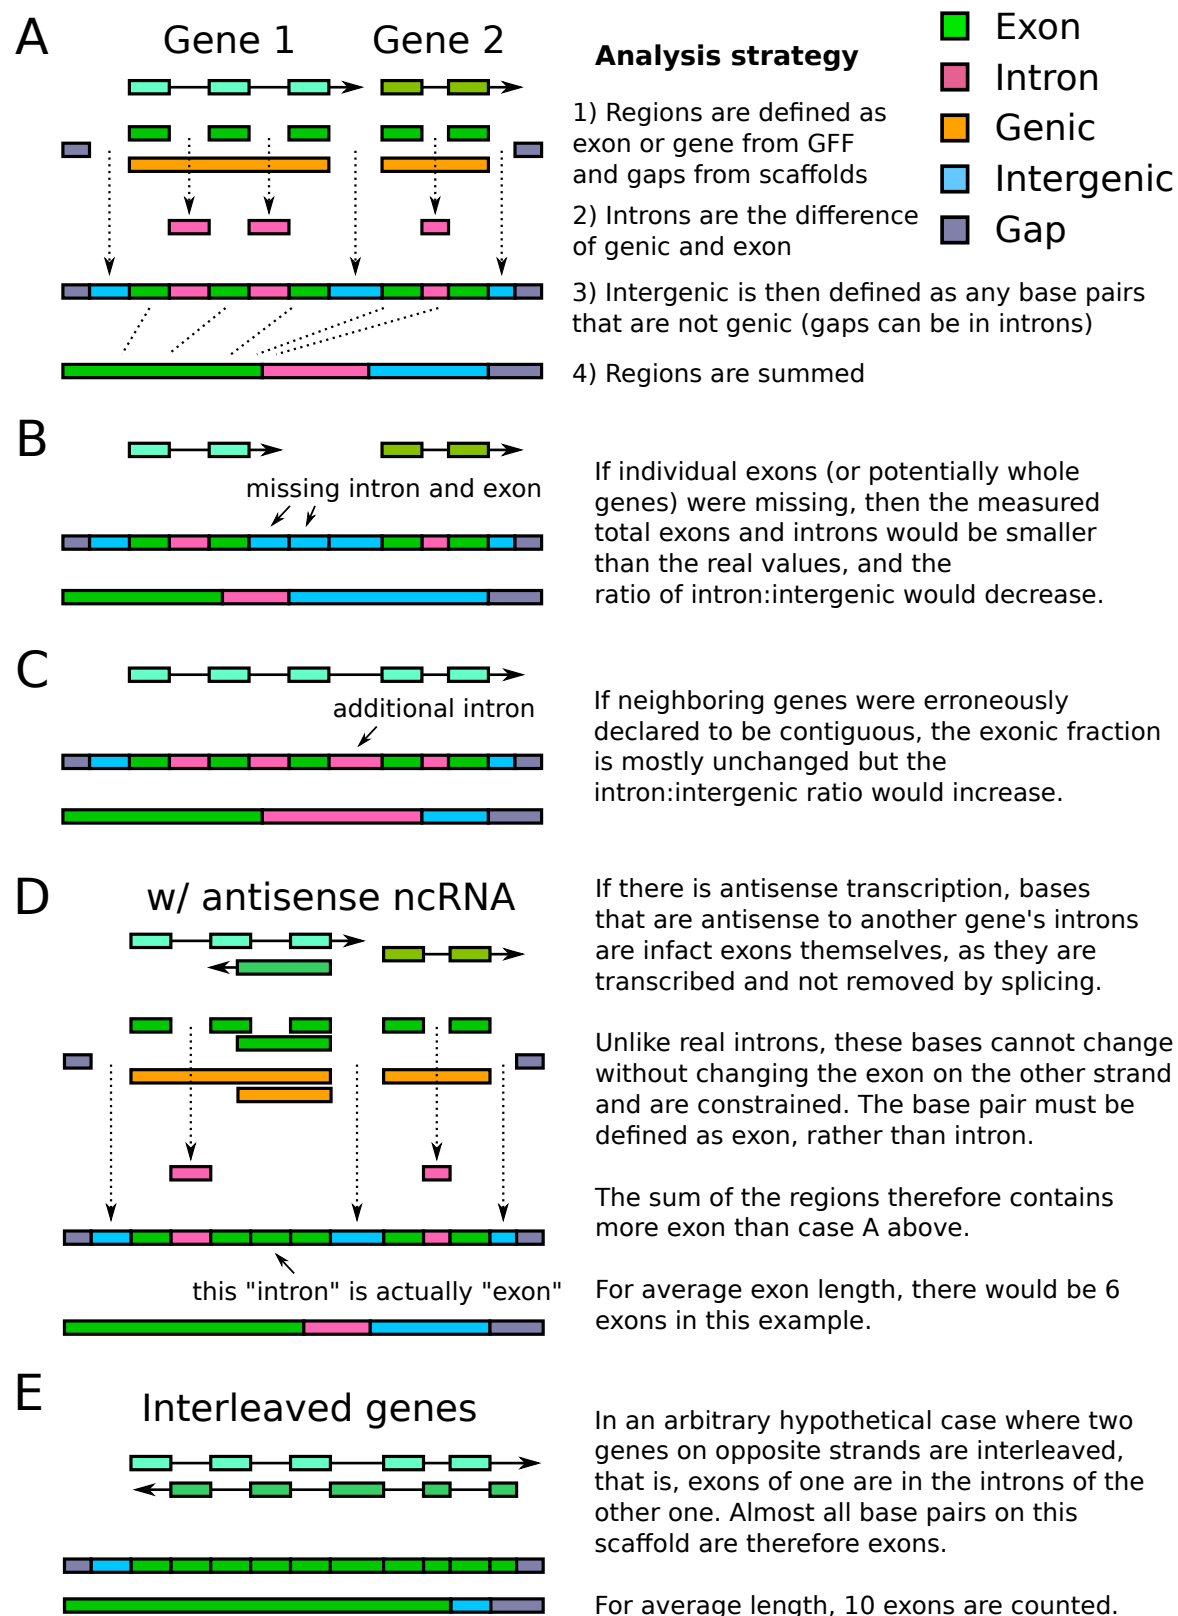 A
Gene 1
Gene 2
Analysis strategy
1) Regions are defined as
exon or gene from GFF
and gaps from scaffolds
2) Introns are the difference
of genic and exon
3) Intergenic is then defined as any base pairs
that are not genic (gaps can be in introns)
4) Regions are summed
Exon
Intron
Genic
Intergenic
Gap
B
missing intron and exon
If individual exons (or potentially whole
genes) were missing, then the measured
total exons and introns would be smaller
than the real values, and the
ratio of intron:intergenic would decrease.
C
additional intron
If neighboring genes were erroneously
declared to be contiguous, the exonic fraction
is mostly unchanged but the
intron:intergenic ratio would increase.
D
w/ antisense ncRNA
this "intron" is actually "exon"
If there is antisense transcription, bases
that are antisense to another gene's introns
are infact exons themselves, as they are
transcribed and not removed by splicing.
Unlike real introns, these bases cannot change
without changing the exon on the other strand
and are constrained. The base pair must be
defined as exon, rather than intron.
The sum of the regions therefore contains
more exon than case A above.
For average exon length, there would be 6
exons in this example.
E
Interleaved genes
In an arbitrary hypothetical case where two
genes on opposite strands are interleaved,
that is, exons of one are in the introns of the
other one. Almost all base pairs on this
scaffold are therefore exons.
For average length, 10 exons are counted.